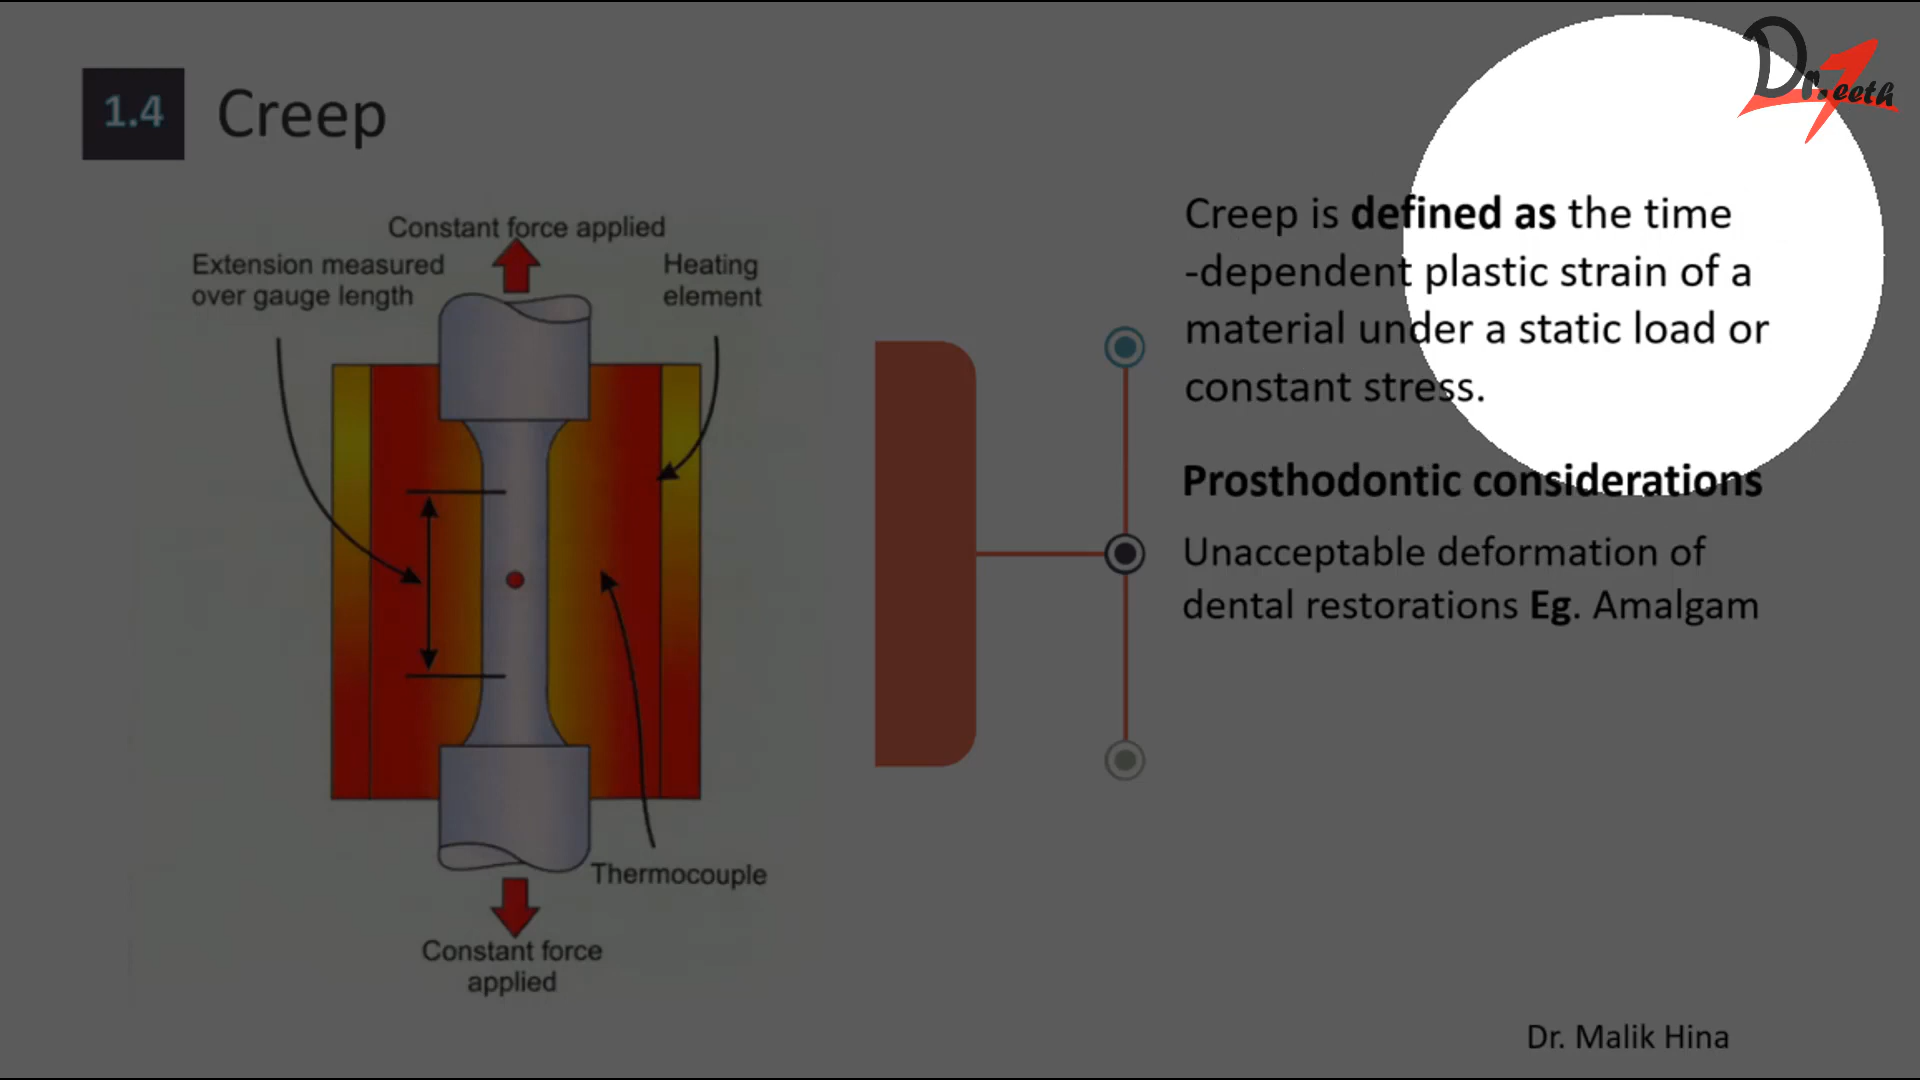 Dr.Teeth
1.4 Creep
Constant force applied
Extension measured
over gauge length
Heating
element
Thermocouple
Constant force
applied
Creep is defined as the time
-dependent plastic strain of a
material under a static load or
constant stress.
Prosthodontic considerations
Unacceptable deformation of
dental restorations Eg. Amalgam
Dr. Malik Hina